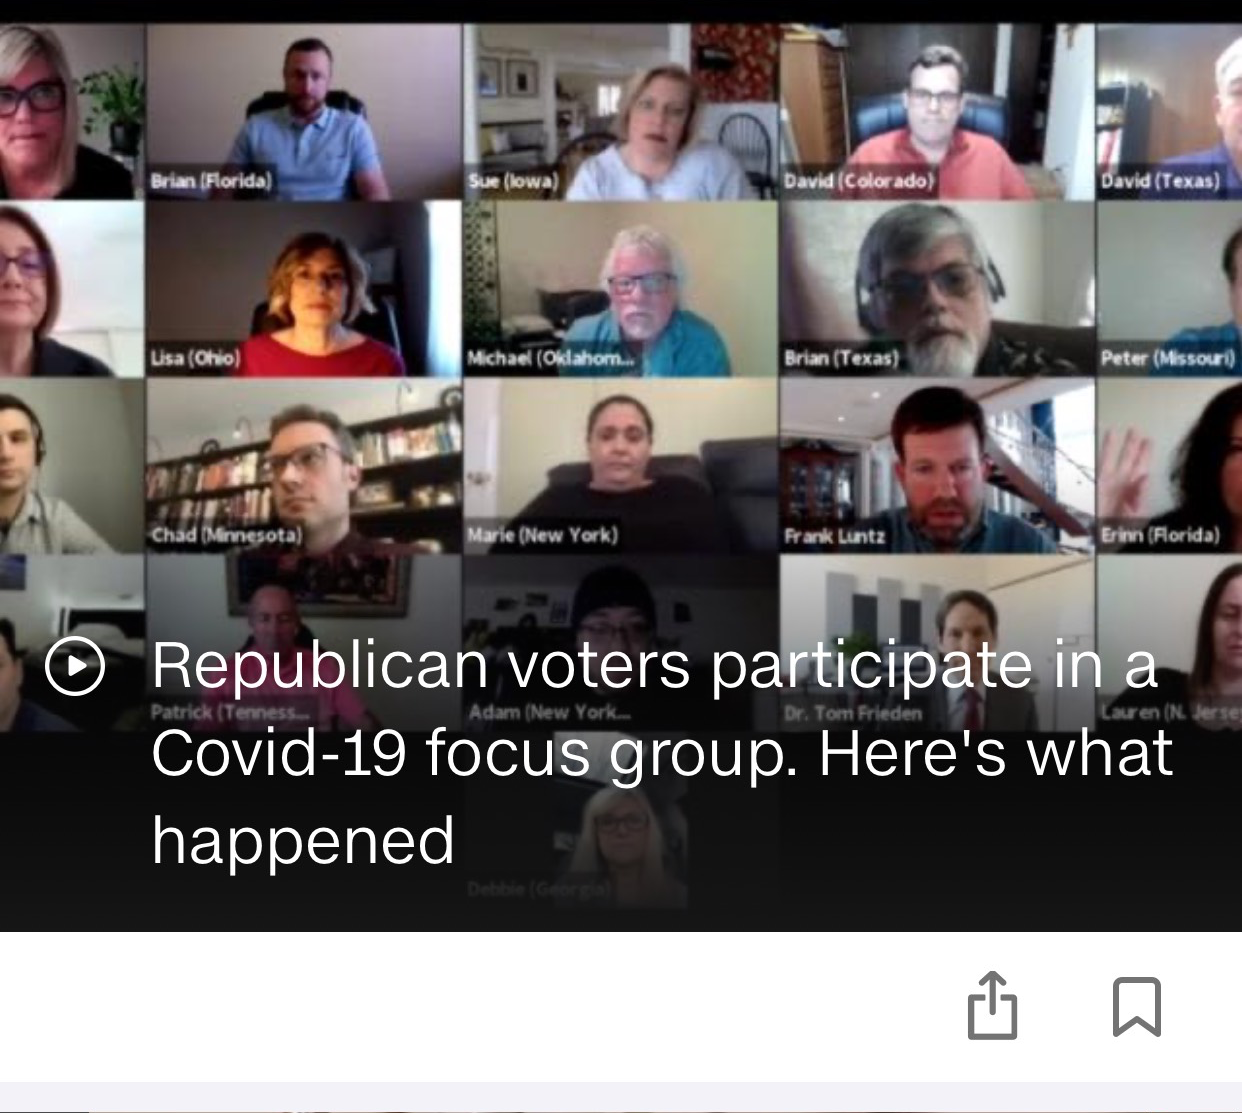 Brian (Florida)
Sue (Iowa)
David (Colorado)
David (Texas)
Lisa (Ohio)
Michael (Oklahom...
Brian (Texas)
Peter (Missouri)
Chad (Minnesota)
Marie (New York)
Frank Luntz
Erinn (Florida)
Patrick (Tenness...
Adam (New York...
Dr. Tom Frieden
Lauren (N. Jersey
Republican voters participate in a
Covid-19 focus group. Here's what
happened
Debbie (Georgia)